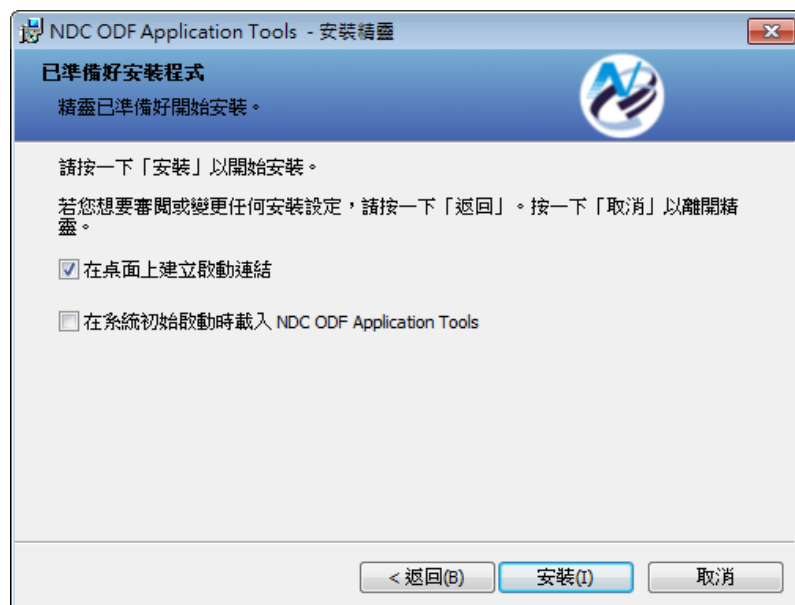 NDC ODF Application Tools - 安裝精靈
已準備好安裝程式
精靈已準備好開始安裝。
請按一下「安裝」以開始安裝。
若您想要審閱或變更任何安裝設定,請按一下「返回」。按一下「取消」以離開精
靈。
在桌面上建立啟動連結
在系統初始啟動時載入 NDC ODF Application Tools
< 返回(B)
安裝(I)
取消